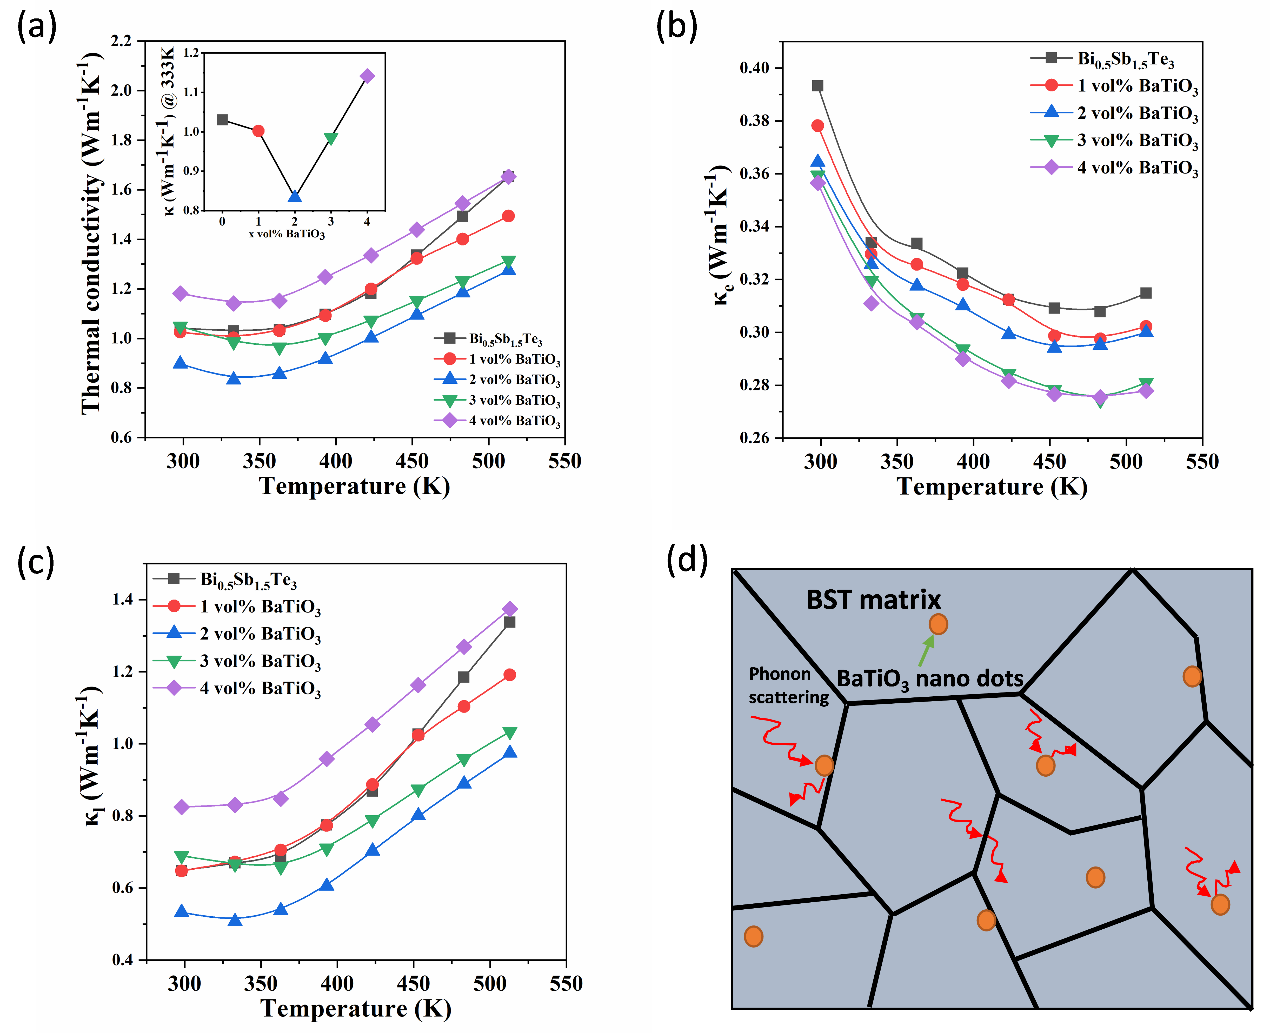 (a)
Thermal conductivity (Wm⁻¹K⁻¹)
2.2
2.0
1.8
1.6
1.4
1.2
1.0
0.8
0.6
300 350 400 450 500 550
Temperature (K)
κ (Wm⁻¹K⁻¹) @ 333K
1.2
1.1
1.0
0.9
0.8
0 1 2 3 4
x vol% BaTiO₃
Bi₀.₅Sb₁.₅Te₃
1 vol% BaTiO₃
2 vol% BaTiO₃
3 vol% BaTiO₃
4 vol% BaTiO₃
(b)
κₑ (Wm⁻¹K⁻¹)
0.40
0.38
0.36
0.34
0.32
0.30
0.28
0.26
300 350 400 450 500 550
Temperature (K)
Bi₀.₅Sb₁.₅Te₃
1 vol% BaTiO₃
2 vol% BaTiO₃
3 vol% BaTiO₃
4 vol% BaTiO₃
(c)
κₗ (Wm⁻¹K⁻¹)
1.4
1.2
1.0
0.8
0.6
0.4
250 300 350 400 450 500 550
Temperature (K)
Bi₀.₅Sb₁.₅Te₃
1 vol% BaTiO₃
2 vol% BaTiO₃
3 vol% BaTiO₃
4 vol% BaTiO₃
(d)
BST matrix
BaTiO₃ nano dots
Phonon
scattering